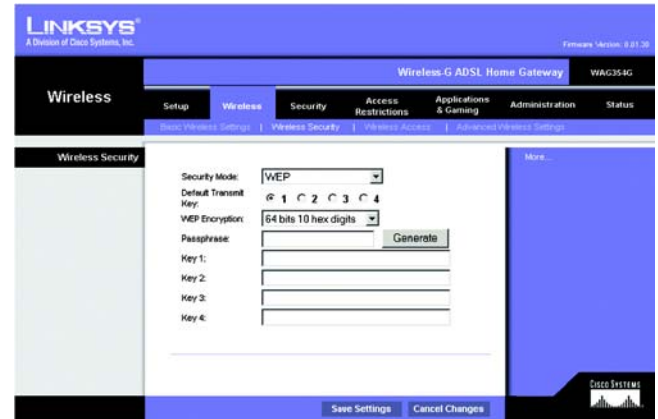 LINKSYS®
A Division of Cisco Systems, Inc.
Firmware Version: 0.01.30
Wireless-G ADSL Home Gateway WAG354G
Wireless
Setup Wireless Security Access Restrictions Applications & Gaming Administration Status
Basic Wireless Settings | Wireless Security | Wireless Access | Advanced Wireless Settings
Wireless Security
More...
Security Mode: WEP
Default Transmit Key: 1 2 3 4
WEP Encryption: 64 bits 10 hex digits
Passphrase: Generate
Key 1:
Key 2:
Key 3:
Key 4:
CISCO SYSTEMS
Save Settings Cancel Changes